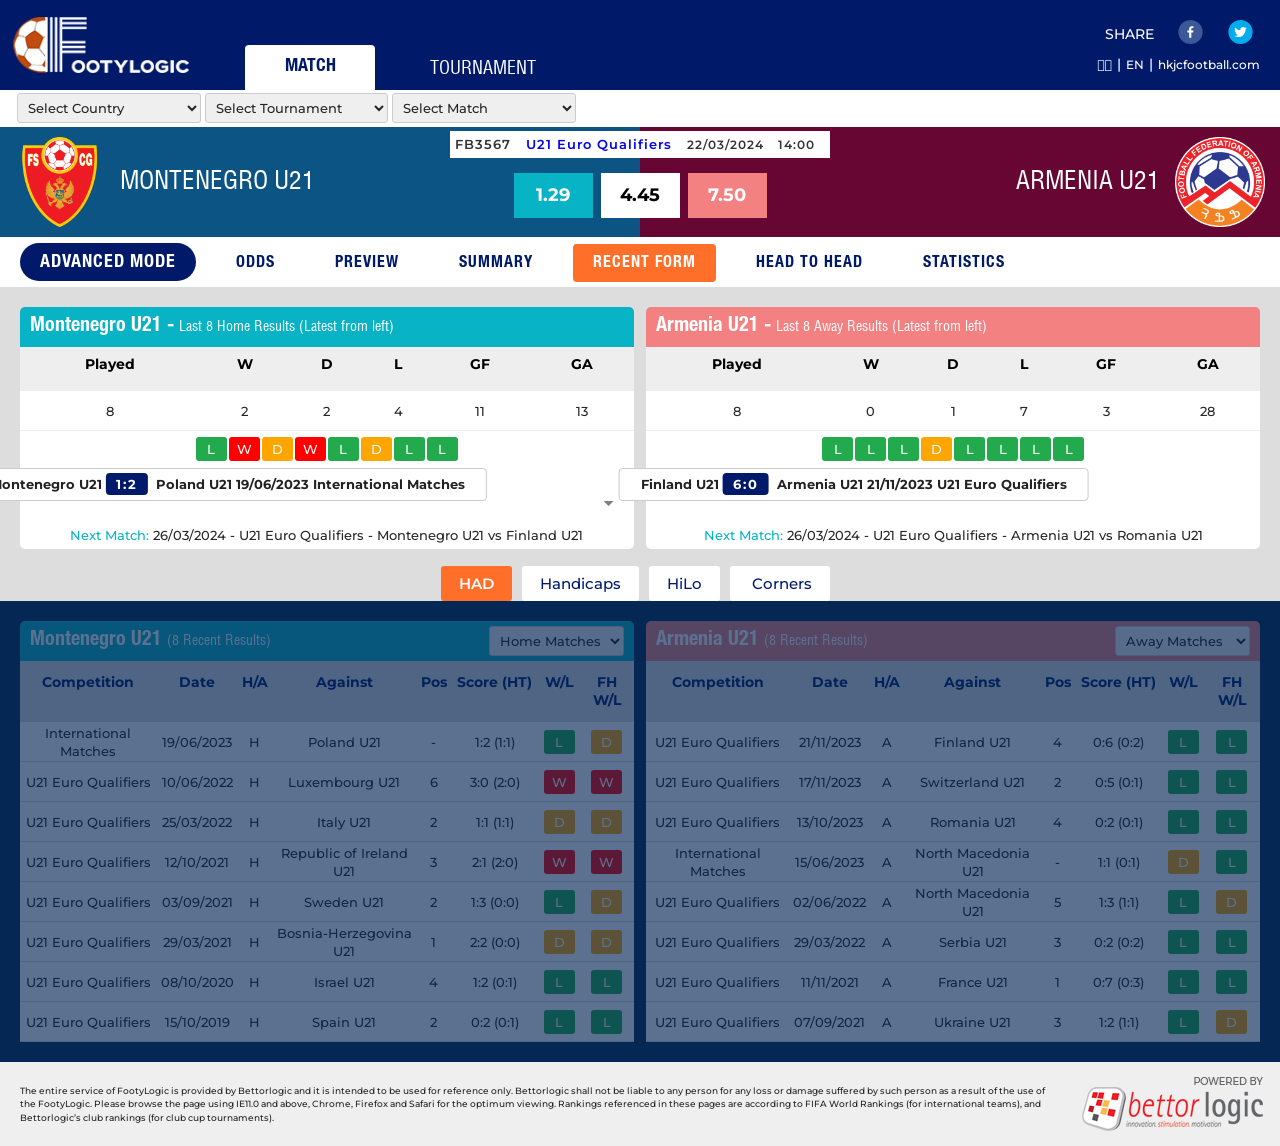 FOOTYLOGIC
MATCH
TOURNAMENT
SHARE
| EN | hkjcfootball.com
Select Country Select Tournament Select Match
FB3567 U21 Euro Qualifiers 22/03/2024 14:00
FS CG
MONTENEGRO U21
1.29 4.45 7.50
ARMENIA U21
FOOTBALL FEDERATION OF ARMENIA
ADVANCED MODE ODDS PREVIEW SUMMARY RECENT FORM HEAD TO HEAD STATISTICS
Montenegro U21 - Last 8 Home Results (Latest from left)
Played W D L GF GA
8 2 2 4 11 13
L W D W L D L L
ontenegro U21 1:2 Poland U21 19/06/2023 International Matches
Next Match: 26/03/2024 - U21 Euro Qualifiers - Montenegro U21 vs Finland U21
Armenia U21 - Last 8 Away Results (Latest from left)
Played W D L GF GA
8 0 1 7 3 28
L L L D L L L L
Finland U21 6:0 Armenia U21 21/11/2023 U21 Euro Qualifiers
Next Match: 26/03/2024 - U21 Euro Qualifiers - Armenia U21 vs Romania U21
HAD Handicaps HiLo Corners
Montenegro U21 (8 Recent Results) Home Matches
Competition Date H/A Against Pos Score (HT) W/L FH W/L
International Matches 19/06/2023 H Poland U21 - 1:2 (1:1) L D
U21 Euro Qualifiers 10/06/2022 H Luxembourg U21 6 3:0 (2:0) W W
U21 Euro Qualifiers 25/03/2022 H Italy U21 2 1:1 (1:1) D D
U21 Euro Qualifiers 12/10/2021 H Republic of Ireland U21 3 2:1 (2:0) W W
U21 Euro Qualifiers 03/09/2021 H Sweden U21 2 1:3 (0:0) L D
U21 Euro Qualifiers 29/03/2021 H Bosnia-Herzegovina U21 1 2:2 (0:0) D D
U21 Euro Qualifiers 08/10/2020 H Israel U21 4 1:2 (0:1) L L
U21 Euro Qualifiers 15/10/2019 H Spain U21 2 0:2 (0:1) L L
Armenia U21 (8 Recent Results) Away Matches
Competition Date H/A Against Pos Score (HT) W/L FH W/L
U21 Euro Qualifiers 21/11/2023 A Finland U21 4 0:6 (0:2) L L
U21 Euro Qualifiers 17/11/2023 A Switzerland U21 2 0:5 (0:1) L L
U21 Euro Qualifiers 13/10/2023 A Romania U21 4 0:2 (0:1) L L
International Matches 15/06/2023 A North Macedonia U21 - 1:1 (0:1) D L
U21 Euro Qualifiers 02/06/2022 A North Macedonia U21 5 1:3 (1:1) L D
U21 Euro Qualifiers 29/03/2022 A Serbia U21 3 0:2 (0:2) L L
U21 Euro Qualifiers 11/11/2021 A France U21 1 0:7 (0:3) L L
U21 Euro Qualifiers 07/09/2021 A Ukraine U21 3 1:2 (1:1) L D
The entire service of FootyLogic is provided by Bettorlogic and it is intended to be used for reference only. Bettorlogic shall not be liable to any person for any loss or damage suffered by such person as a result of the use of
the FootyLogic. Please browse the page using IE11.0 and above, Chrome, Firefox and Safari for the optimum viewing. Rankings referenced in these pages are according to FIFA World Rankings (for international teams), and
Bettorlogic's club rankings (for club cup tournaments).
POWERED BY
bettor logic
innovation. stimulation. motivation